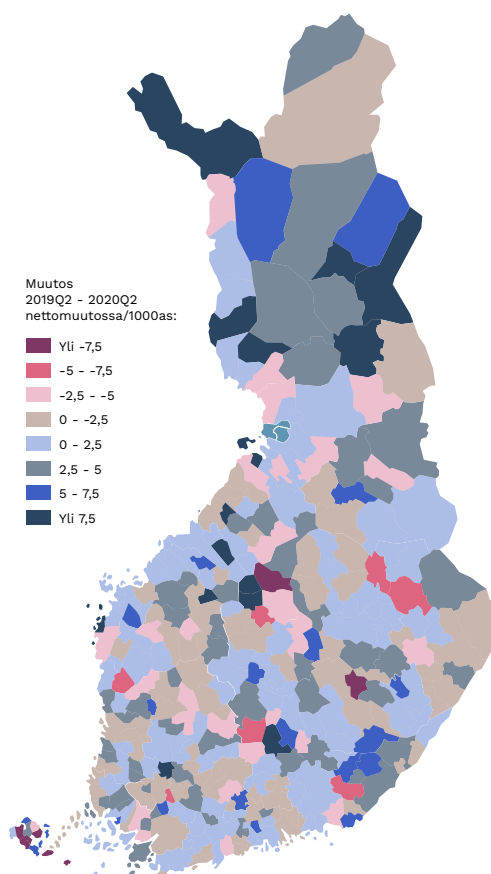 Muutos
2019Q2 - 2020Q2
nettomuutossa/1000as:
Yli -7,5
-5 - -7,5
-2,5 - -5
0 - -2,5
0 - 2,5
2,5 - 5
5 - 7,5
Yli 7,5